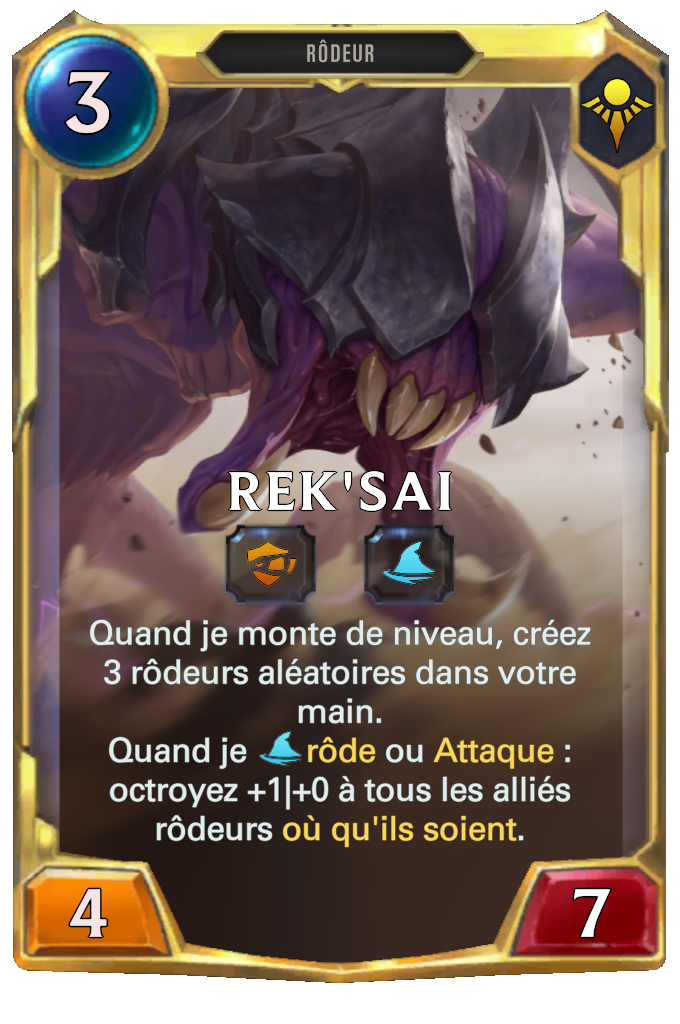 RÔDEUR
3
REK'SAI
Quand je monte de niveau, créez
3 rôdeurs aléatoires dans votre
main.
Quand je rôde ou Attaque :
octroyez +1|+0 à tous les alliés
rôdeurs où qu'ils soient.
4
7